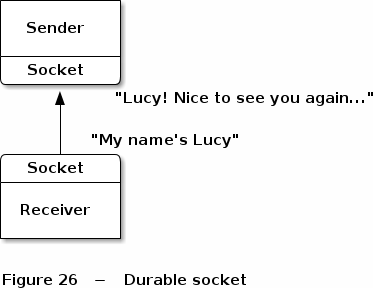 Sender
Socket
"Lucy! Nice to see you again..."
"My name's Lucy"
Socket
Receiver
Figure 26 – Durable socket